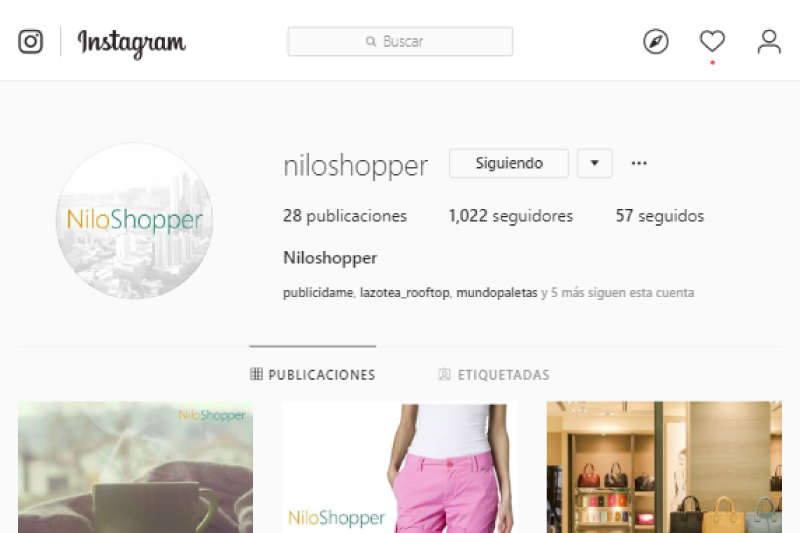 Instagram
Buscar
niloshopper Siguiendo
NiloShopper
28 publicaciones 1,022 seguidores 57 seguidos
Niloshopper
publicidame, lazotea_rooftop, mundopaletas y 5 más siguen esta cuenta
PUBLICACIONES ETIQUETADAS
NiloShopper
NiloShopper